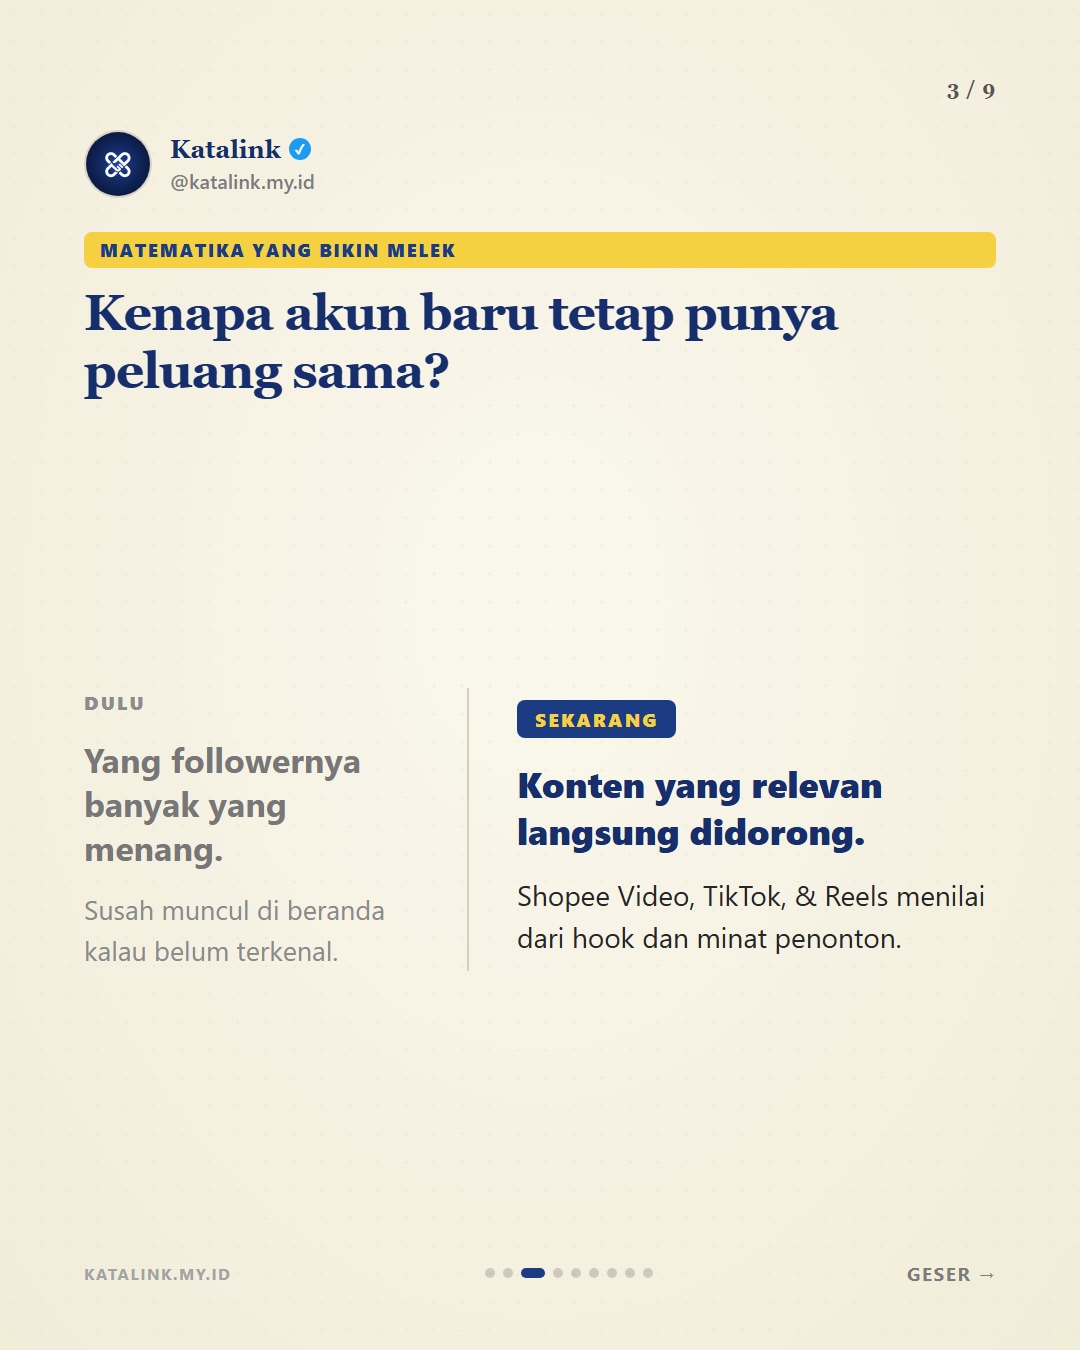 3 / 9
Katalink
@katalink.my.id
MATEMATIKA YANG BIKIN MELEK
Kenapa akun baru tetap punya
peluang sama?
DULU
Yang followernya
banyak yang
menang.
Susah muncul di beranda
kalau belum terkenal.
SEKARANG
Konten yang relevan
langsung didorong.
Shopee Video, TikTok, & Reels menilai
dari hook dan minat penonton.
KATALINK.MY.ID
GESER →